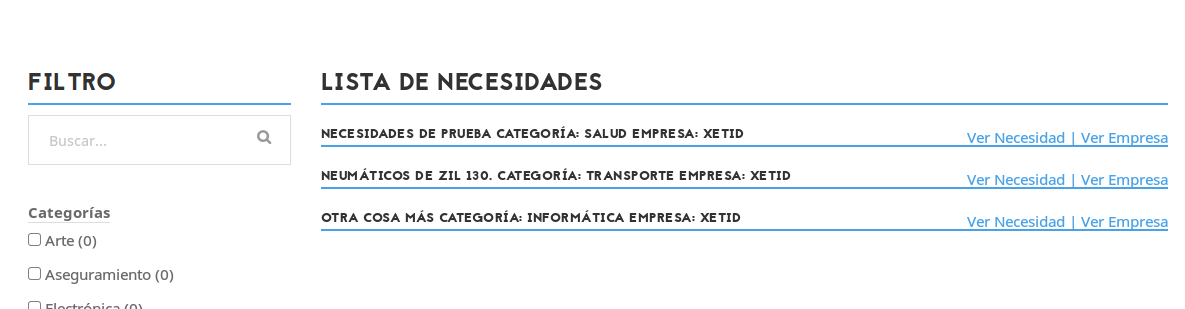 FILTRO
Buscar...
Categorías
Arte (0)
Aseguramiento (0)
Electrónica (0)
LISTA DE NECESIDADES
NECESIDADES DE PRUEBA CATEGORÍA: SALUD EMPRESA: XETID
Ver Necesidad | Ver Empresa
NEUMÁTICOS DE ZIL 130. CATEGORÍA: TRANSPORTE EMPRESA: XETID
Ver Necesidad | Ver Empresa
OTRA COSA MÁS CATEGORÍA: INFORMÁTICA EMPRESA: XETID
Ver Necesidad | Ver Empresa